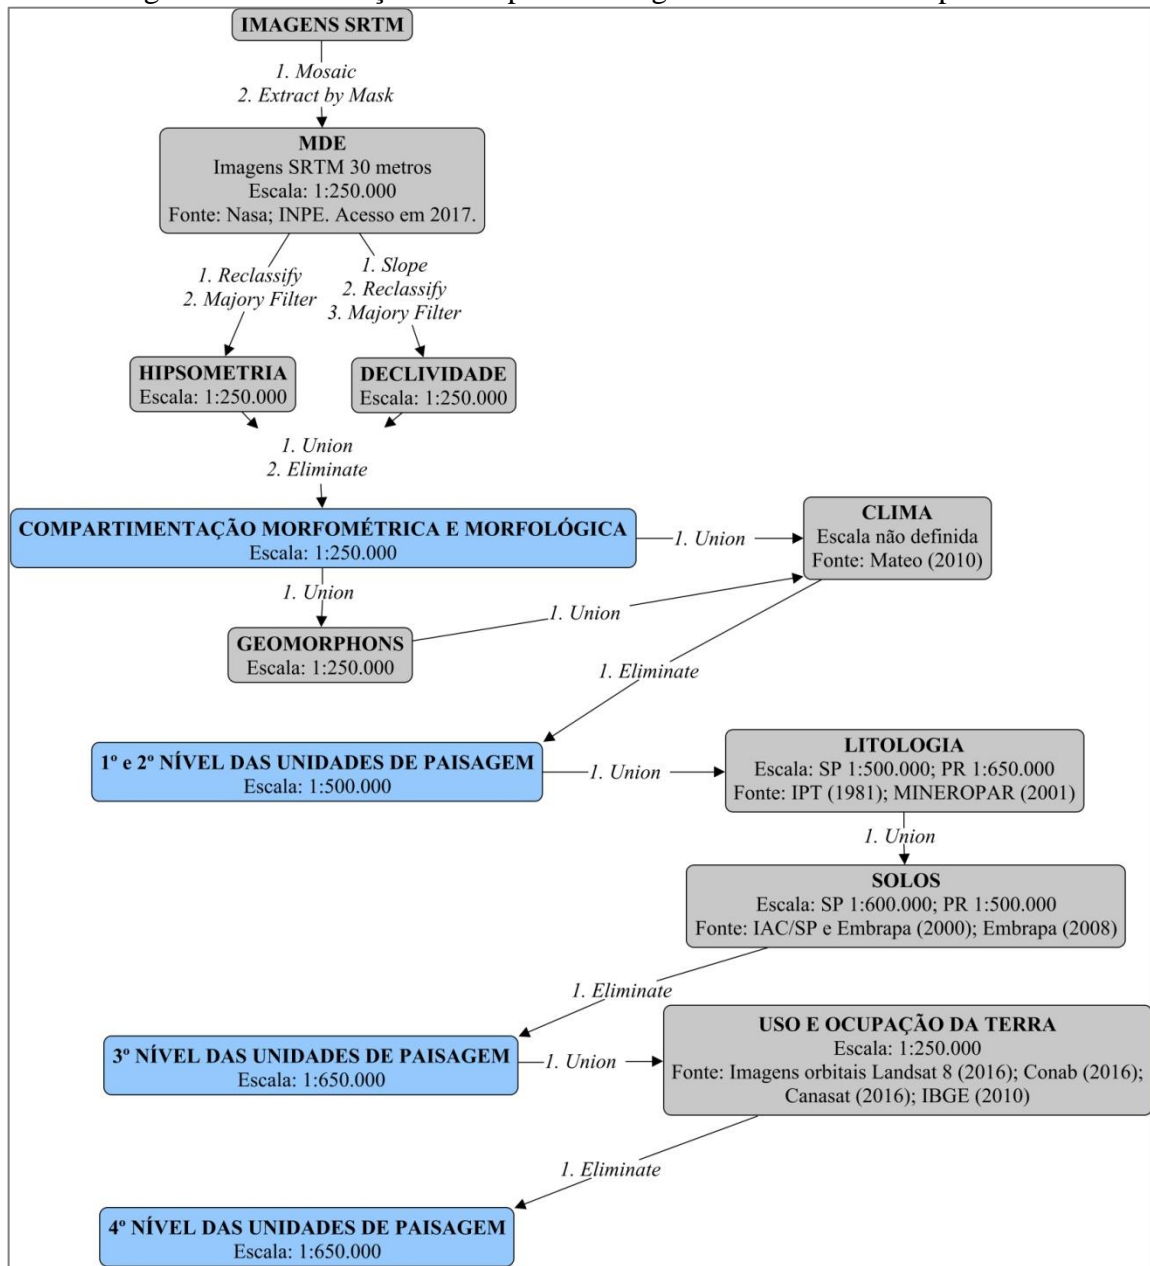 IMAGENS SRTM
1. Mosaic
2. Extract by Mask
MDE
Imagens SRTM 30 metros
Escala: 1:250.000
Fonte: Nasa; INPE. Acesso em 2017.
1. Reclassify
2. Majory Filter
1. Slope
2. Reclassify
3. Majory Filter
HIPSOMETRIA
Escala: 1:250.000
DECLIVIDADE
Escala: 1:250.000
1. Union
2. Eliminate
COMPARTIMENTAÇÃO MORFOMÉTRICA E MORFOLÓGICA
Escala: 1:250.000
1. Union
CLIMA
Escala não definida
Fonte: Mateo (2010)
1. Union
1. Union
GEOMORPHONS
Escala: 1:250.000
1. Eliminate
1º e 2º NÍVEL DAS UNIDADES DE PAISAGEM
Escala: 1:500.000
1. Union
LITOLOGIA
Escala: SP 1:500.000; PR 1:650.000
Fonte: IPT (1981); MINEROPAR (2001)
1. Union
SOLOS
Escala: SP 1:600.000; PR 1:500.000
Fonte: IAC/SP e Embrapa (2000); Embrapa (2008)
1. Eliminate
3º NÍVEL DAS UNIDADES DE PAISAGEM
Escala: 1:650.000
1. Union
USO E OCUPAÇÃO DA TERRA
Escala: 1:250.000
Fonte: Imagens orbitais Landsat 8 (2016); Conab (2016);
Canasat (2016); IBGE (2010)
1. Eliminate
4º NÍVEL DAS UNIDADES DE PAISAGEM
Escala: 1:650.000